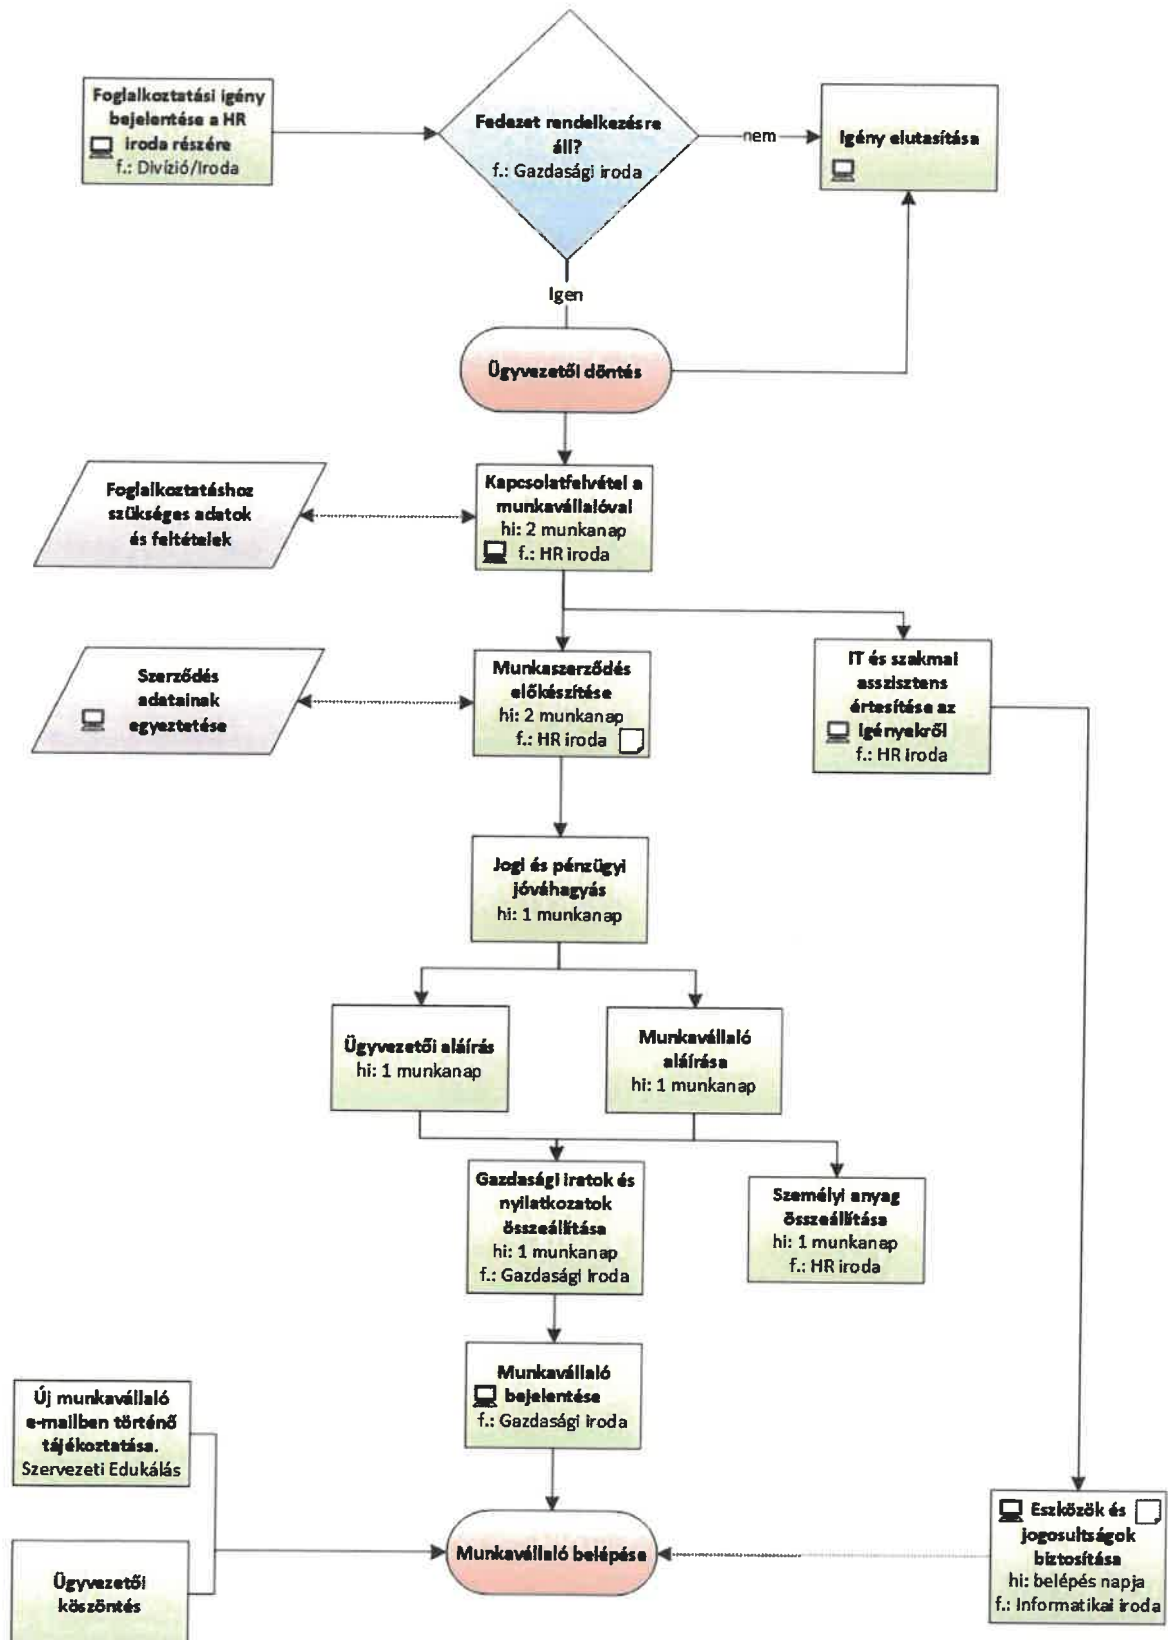 Foglalkoztatási igény
bejelentése a HR
iroda részére
f.: Divízió/Iroda
Fedezet rendelkezésre
áll?
f.: Gazdasági iroda
nem
Igény elutasítása
Igen
Ügyvezetői döntés
Foglalkoztatáshoz
szükséges adatok
és feltételek
Kapcsolatfelvétel a
munkavállalóval
hi: 2 munkanap
f.: HR iroda
Szerződés
adatainak
egyeztetése
Munkaszerződés
előkészítése
hi: 2 munkanap
f.: HR iroda
IT és szakmai
asszisztens
értesítése az
igényekről
f.: HR iroda
Jogi és pénzügyi
jóváhagyás
hi: 1 munkanap
Ügyvezetői aláírás
hi: 1 munkanap
Munkavállaló
aláírása
hi: 1 munkanap
Gazdasági iratok és
nyilatkozatok
összeállítása
hi: 1 munkanap
f.: Gazdasági Iroda
Személyi anyag
összeállítása
hi: 1 munkanap
f.: HR iroda
Munkavállaló
bejelentése
f.: Gazdasági iroda
Új munkavállaló
e-mailben történő
tájékoztatása.
Szervezeti Edukálás
Ügyvezetői
köszöntés
Munkavállaló belépése
Eszközök és
jogosultságok
biztosítása
hi: belépés napja
f.: Informatikai iroda